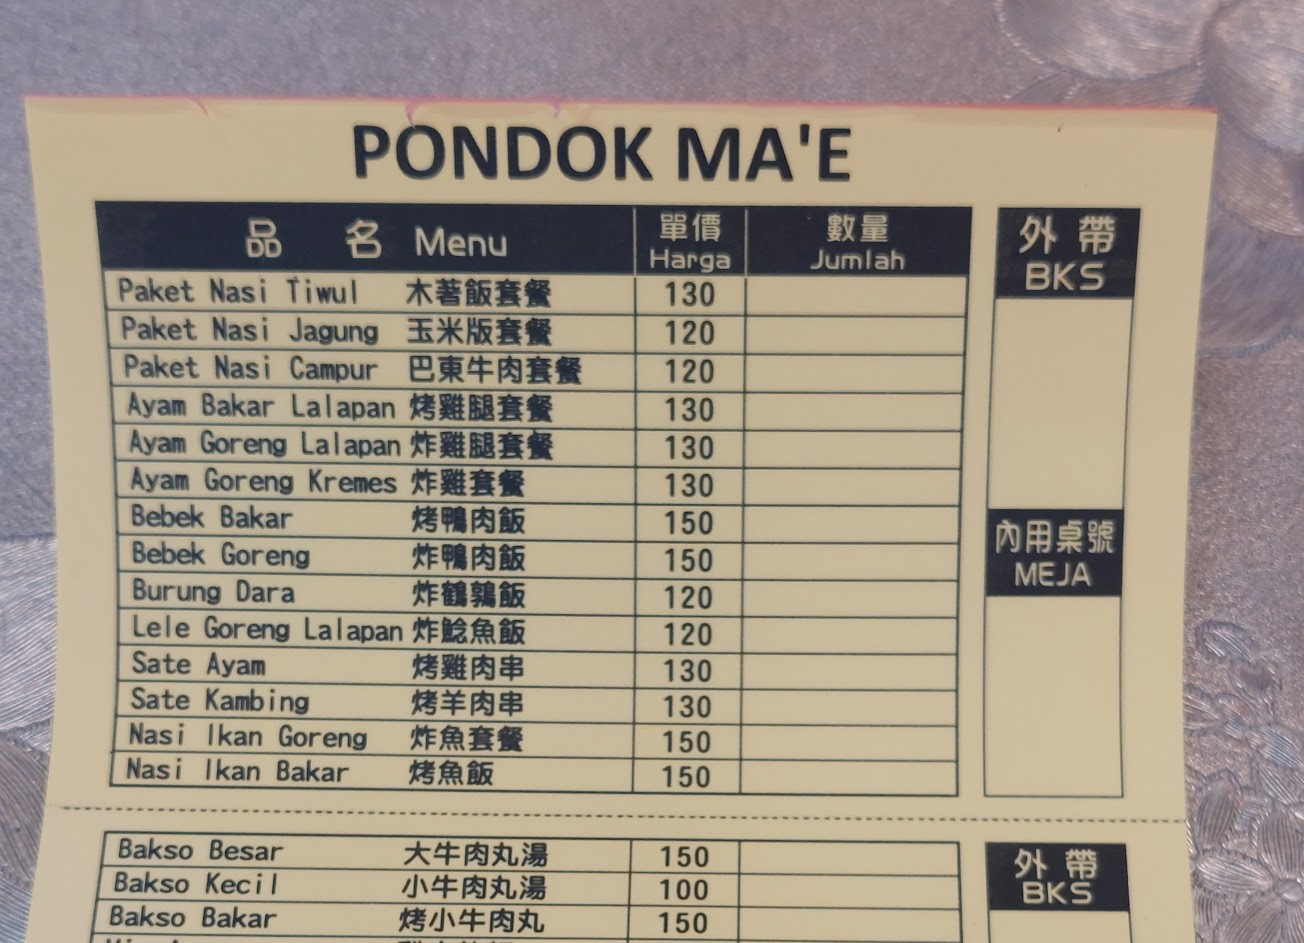 PONDOK MA'E
品 名 Menu 單價 Harga 數量 Jumlah
外 帶
BKS
Paket Nasi Tiwul 木著飯套餐 130
Paket Nasi Jagung 玉米版套餐 120
Paket Nasi Campur 巴東牛肉套餐 120
Ayam Bakar Lalapan 烤雞腿套餐 130
Ayam Goreng Lalapan 炸雞腿套餐 130
Ayam Goreng Kremes 炸雞套餐 130
Bebek Bakar 烤鴨肉飯 150
Bebek Goreng 炸鴨肉飯 150
Burung Dara 炸鶴鶉飯 120
Lele Goreng Lalapan 炸鯰魚飯 120
Sate Ayam 烤雞肉串 130
Sate Kambing 烤羊肉串 130
Nasi Ikan Goreng 炸魚套餐 150
Nasi Ikan Bakar 烤魚飯 150
內用桌號
MEJA
Bakso Besar 大牛肉丸湯 150
Bakso Kecil 小牛肉丸湯 100
Bakso Bakar 烤小牛肉丸 150
外 帶
BKS